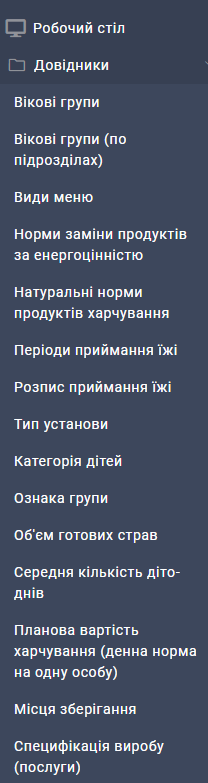 Робочий стіл
Довідники
Вікові групи
Вікові групи (по
підрозділах)
Види меню
Норми заміни продуктів
за енергоцінністю
Натуральні норми
продуктів харчування
Періоди приймання їжі
Розпис приймання їжі
Тип установи
Категорія дітей
Ознака групи
Об'єм готових страв
Середня кількість діто-
днів
Планова вартість
харчування (денна норма
на одну особу)
Місця зберігання
Специфікація виробу
(послуги)